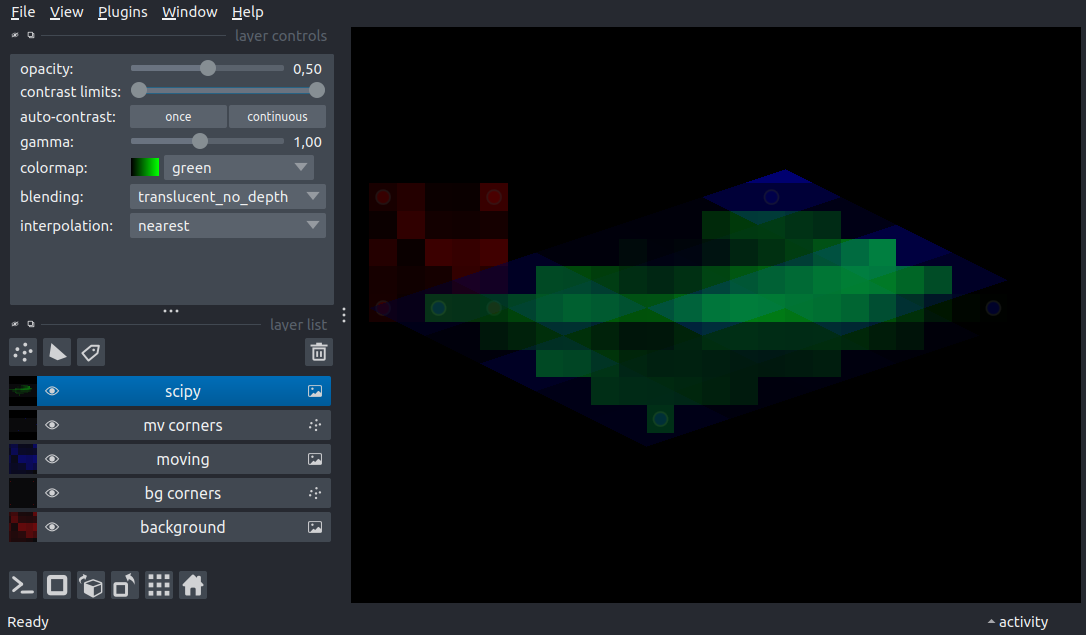 File View Plugins Window Help
layer controls
opacity: 0,50
contrast limits:
auto-contrast: once continuous
gamma: 1,00
colormap: green
blending: translucent_no_depth
interpolation: nearest
layer list
scipy
mv corners
moving
bg corners
background
Ready
activity